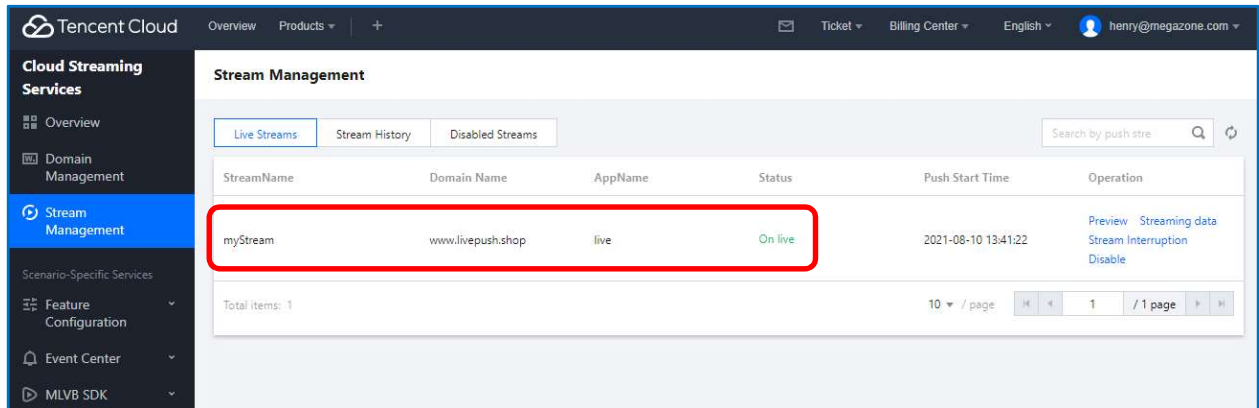 Tencent Cloud Overview Products + Ticket Billing Center English henry@megazone.com
Cloud Streaming
Services
Overview
Domain
Management
Stream
Management
Scenario-Specific Services
Feature
Configuration
Event Center
MLVB SDK
Stream Management
Live Streams Stream History Disabled Streams Search by push stre
StreamName Domain Name AppName Status Push Start Time Operation
myStream www.livepush.shop live On live 2021-08-10 13:41:22 Preview Streaming data
Stream Interruption
Disable
Total items: 1 10 / page 1 / 1 page